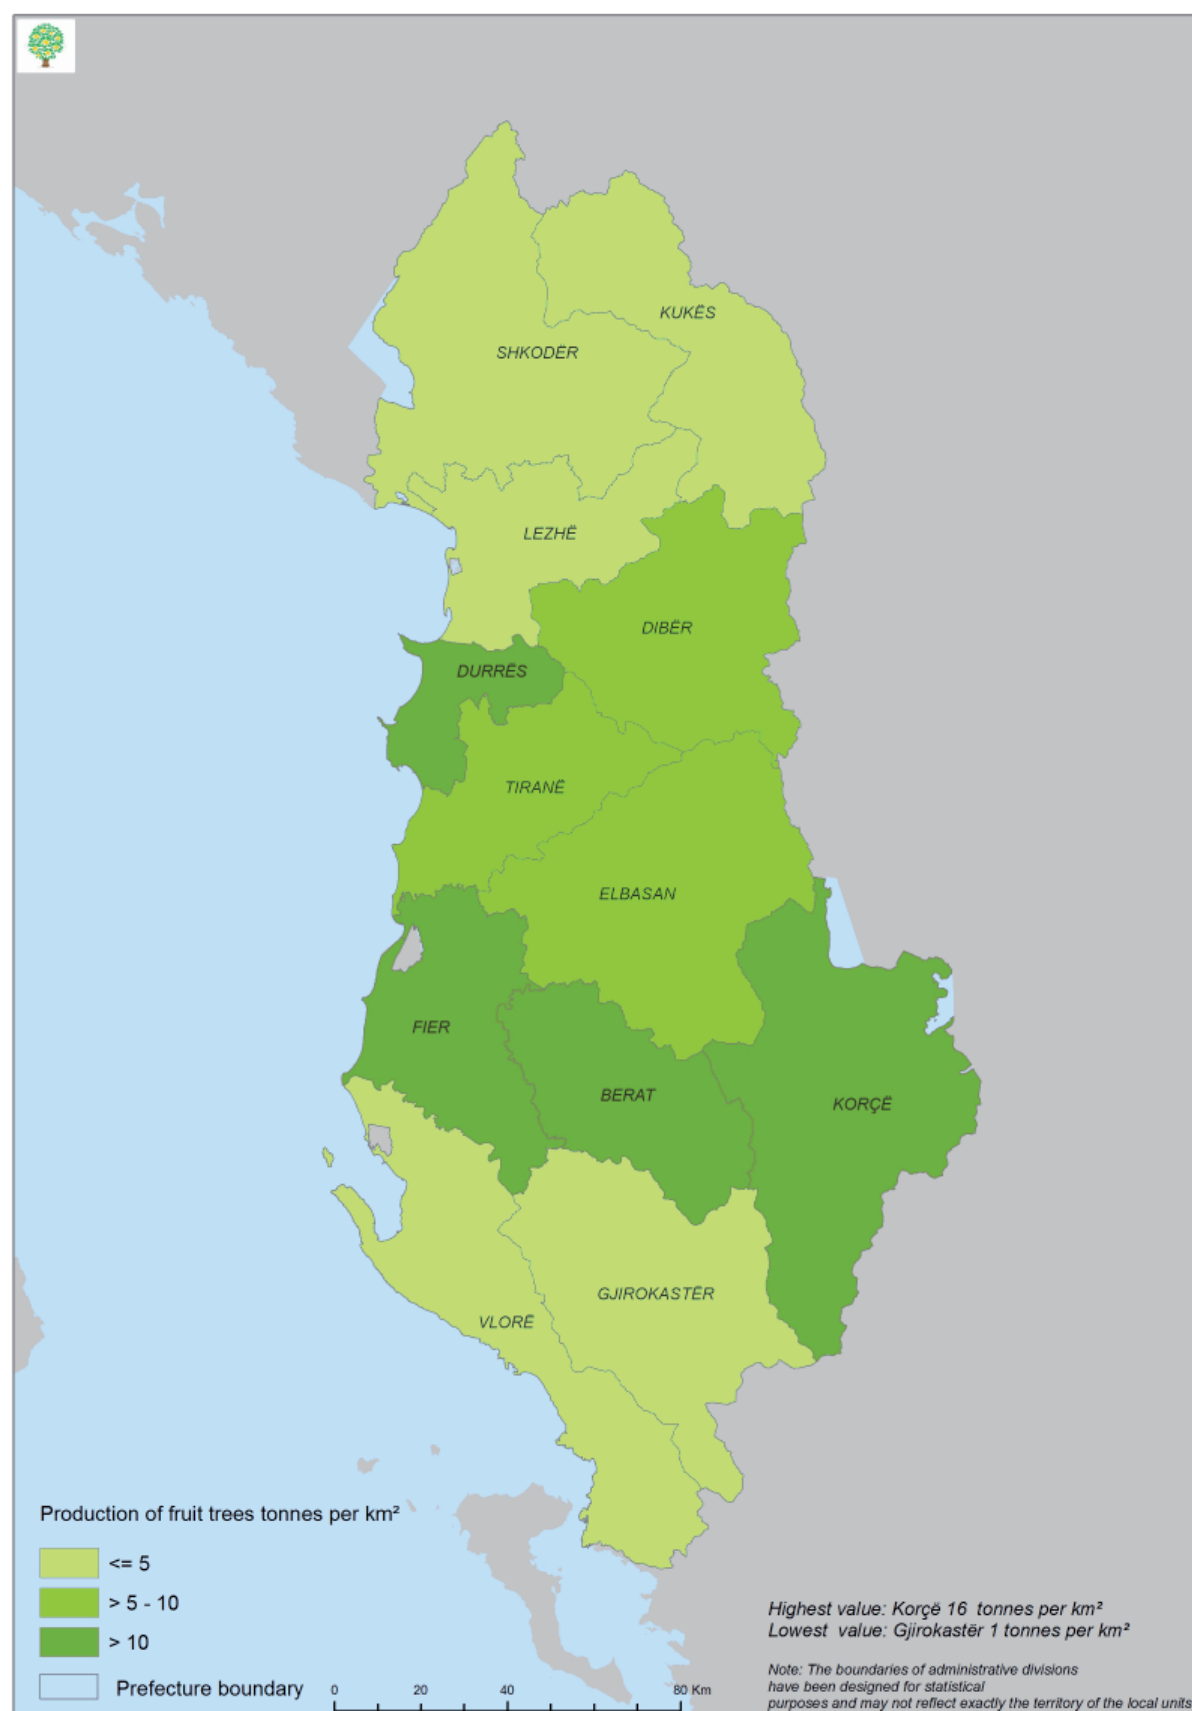 KUKËS
SHKODËR
LEZHË
DIBËR
DURRËS
TIRANË
ELBASAN
FIER
BERAT
KORÇË
GJIROKASTËR
VLORË
Production of fruit trees tonnes per km²
<= 5
> 5 - 10
> 10
Prefecture boundary
0 20 40 80 Km
Highest value: Korçë 16 tonnes per km²
Lowest value: Gjirokastër 1 tonnes per km²
Note: The boundaries of administrative divisions
have been designed for statistical
purposes and may not reflect exactly the territory of the local units